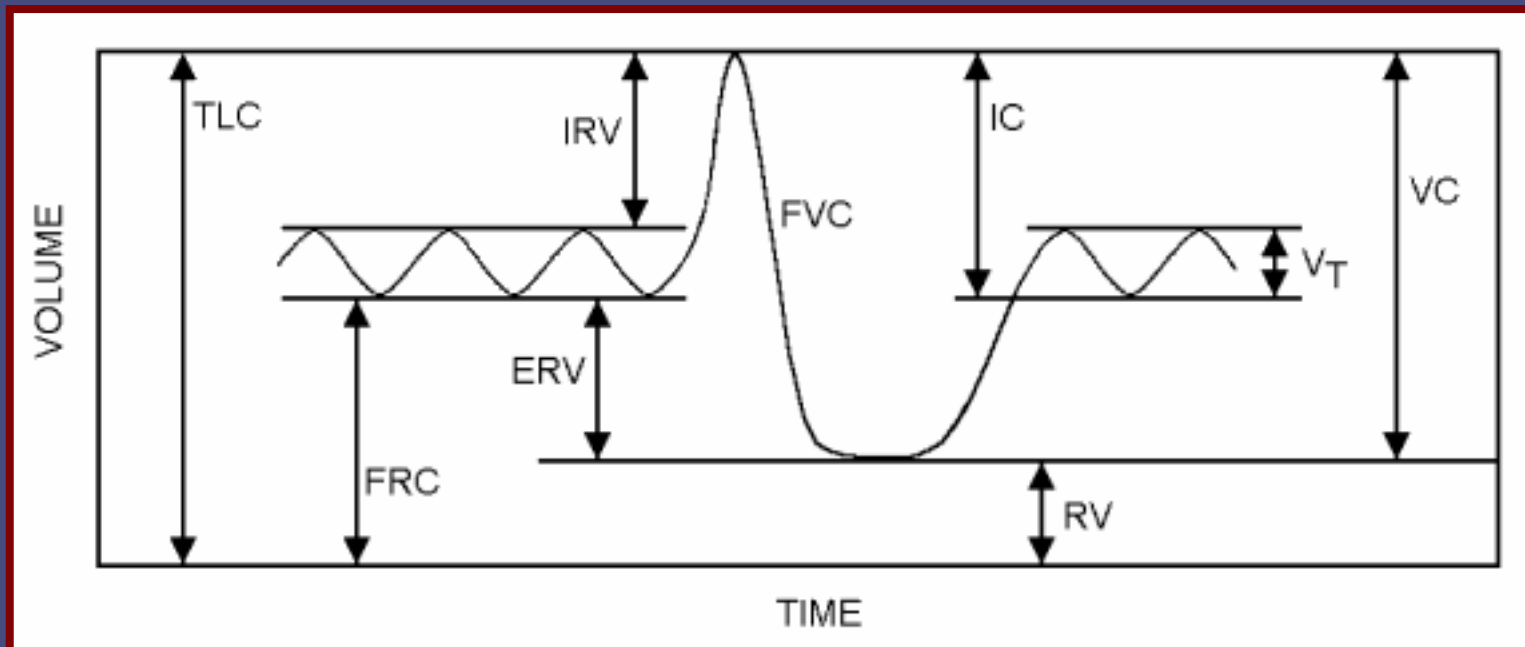 TLC
IRV
IC
VC
FVC
VT
ERV
FRC
RV
VOLUME
TIME